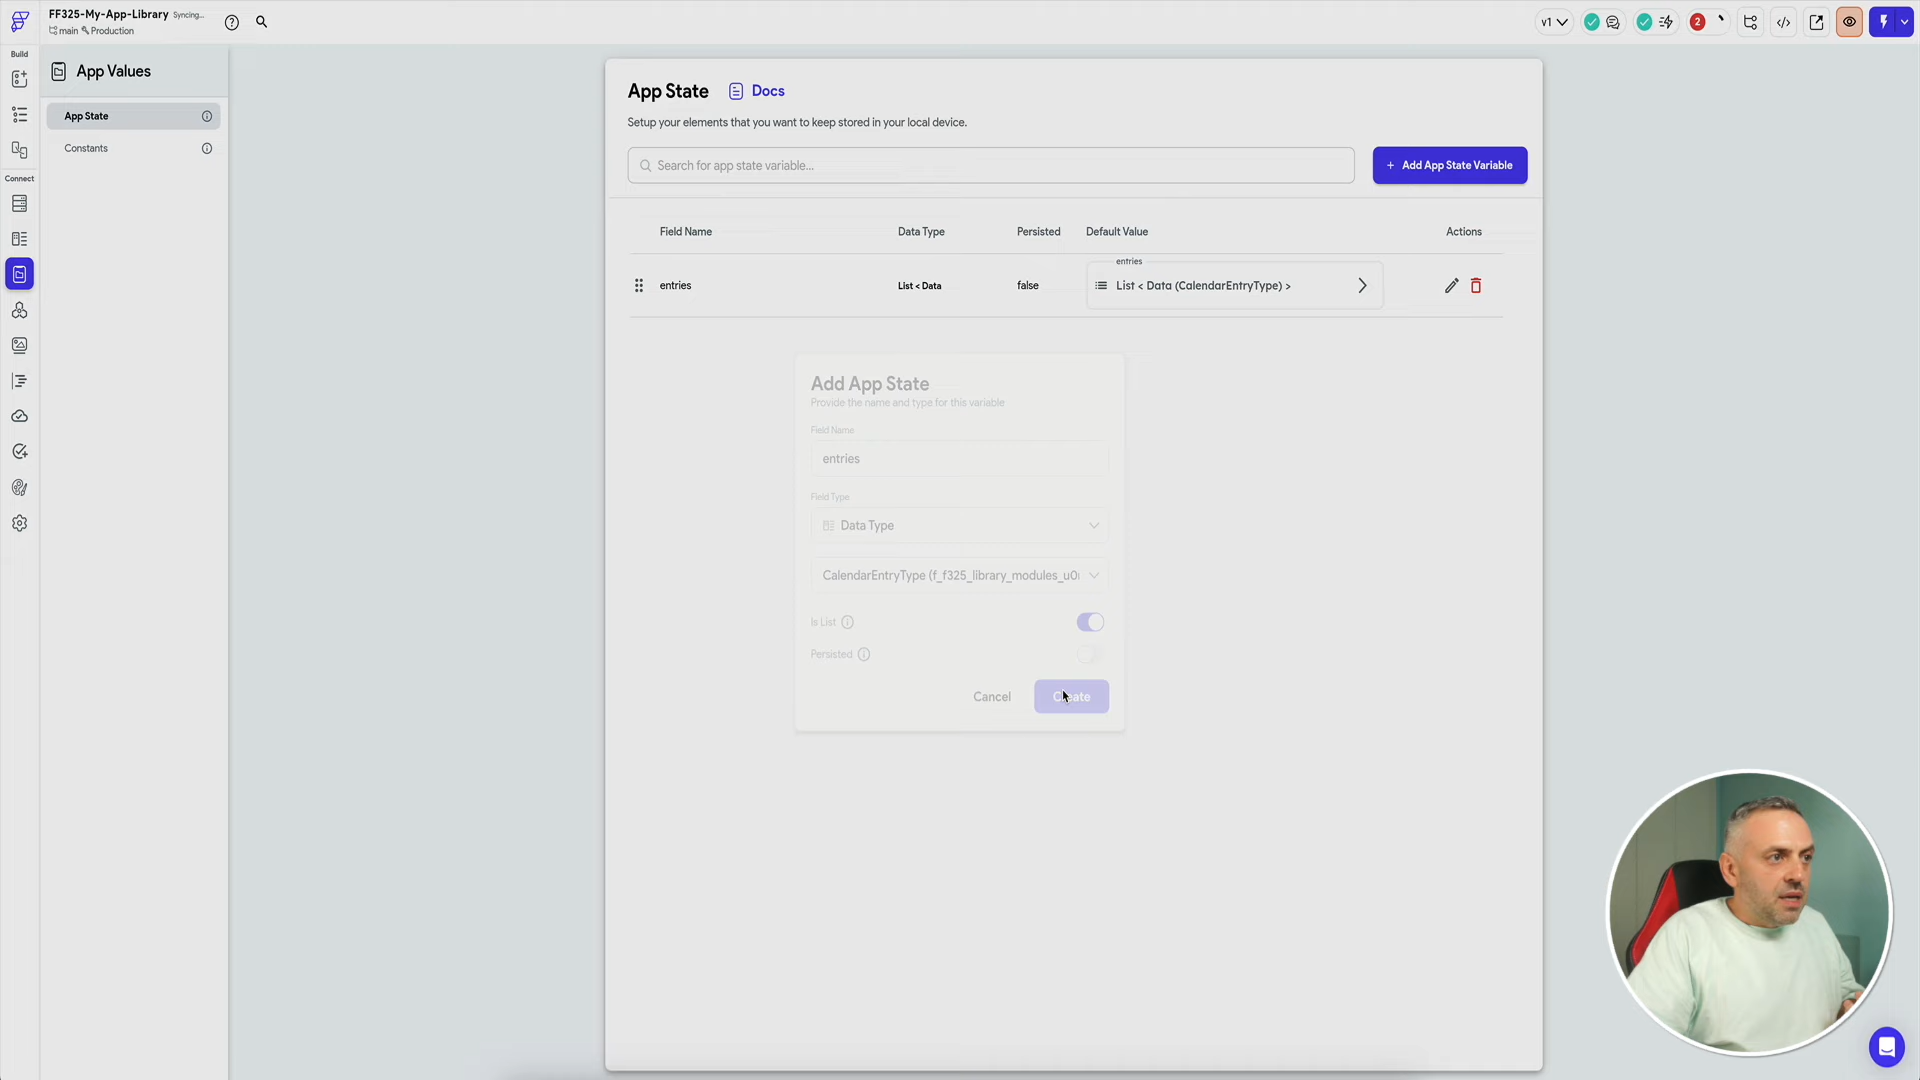 FF325-My-App-Library Syncing...
main Production
v1
2
Build
App Values
App State
Constants
Connect
App State Docs
Setup your elements that you want to keep stored in your local device.
Search for app state variable...
+ Add App State Variable
Field Name Data Type Persisted Default Value Actions
entries
entries List < Data false List < Data (CalendarEntryType) >
Add App State
Provide the name and type for this variable
Field Name
entries
Field Type
Data Type
CalendarEntryType (f_f325_library_modules_u0
Is List
Persisted
Cancel Create